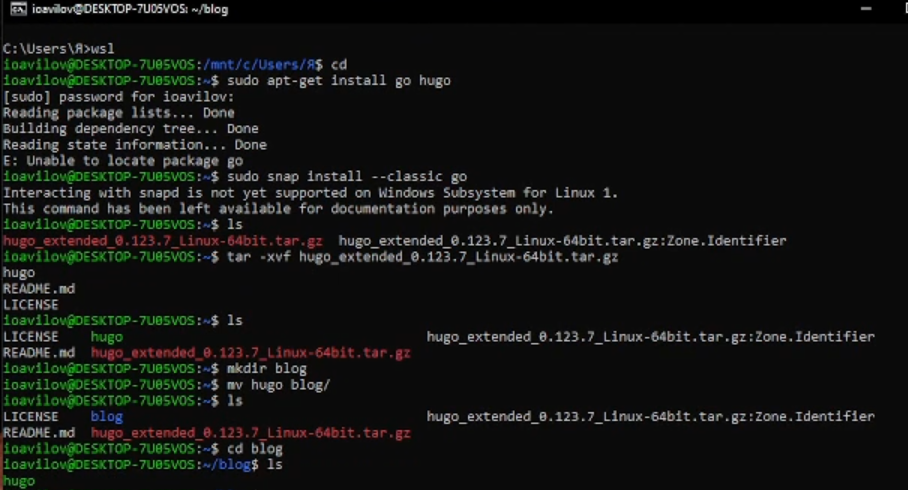 ioavilov@DESKTOP-7U05VOS: ~/blog
C:\Users\Я>wsl
ioavilov@DESKTOP-7U05VOS:/mnt/c/Users/Я$ cd
ioavilov@DESKTOP-7U05VOS:~$ sudo apt-get install go hugo
[sudo] password for ioavilov:
Reading package lists... Done
Building dependency tree... Done
Reading state information... Done
E: Unable to locate package go
ioavilov@DESKTOP-7U05VOS:~$ sudo snap install --classic go
Interacting with snapd is not yet supported on Windows Subsystem for Linux 1.
This command has been left available for documentation purposes only.
ioavilov@DESKTOP-7U05VOS:~$ ls
hugo_extended_0.123.7_Linux-64bit.tar.gz  hugo_extended_0.123.7_Linux-64bit.tar.gz:Zone.Identifier
ioavilov@DESKTOP-7U05VOS:~$ tar -xvf hugo_extended_0.123.7_Linux-64bit.tar.gz
hugo
README.md
LICENSE
ioavilov@DESKTOP-7U05VOS:~$ ls
LICENSE    hugo                                      hugo_extended_0.123.7_Linux-64bit.tar.gz:Zone.Identifier
README.md  hugo_extended_0.123.7_Linux-64bit.tar.gz
ioavilov@DESKTOP-7U05VOS:~$ mkdir blog
ioavilov@DESKTOP-7U05VOS:~$ mv hugo blog/
ioavilov@DESKTOP-7U05VOS:~$ ls
LICENSE    blog                                      hugo_extended_0.123.7_Linux-64bit.tar.gz:Zone.Identifier
README.md  hugo_extended_0.123.7_Linux-64bit.tar.gz
ioavilov@DESKTOP-7U05VOS:~$ cd blog
ioavilov@DESKTOP-7U05VOS:~/blog$ ls
hugo